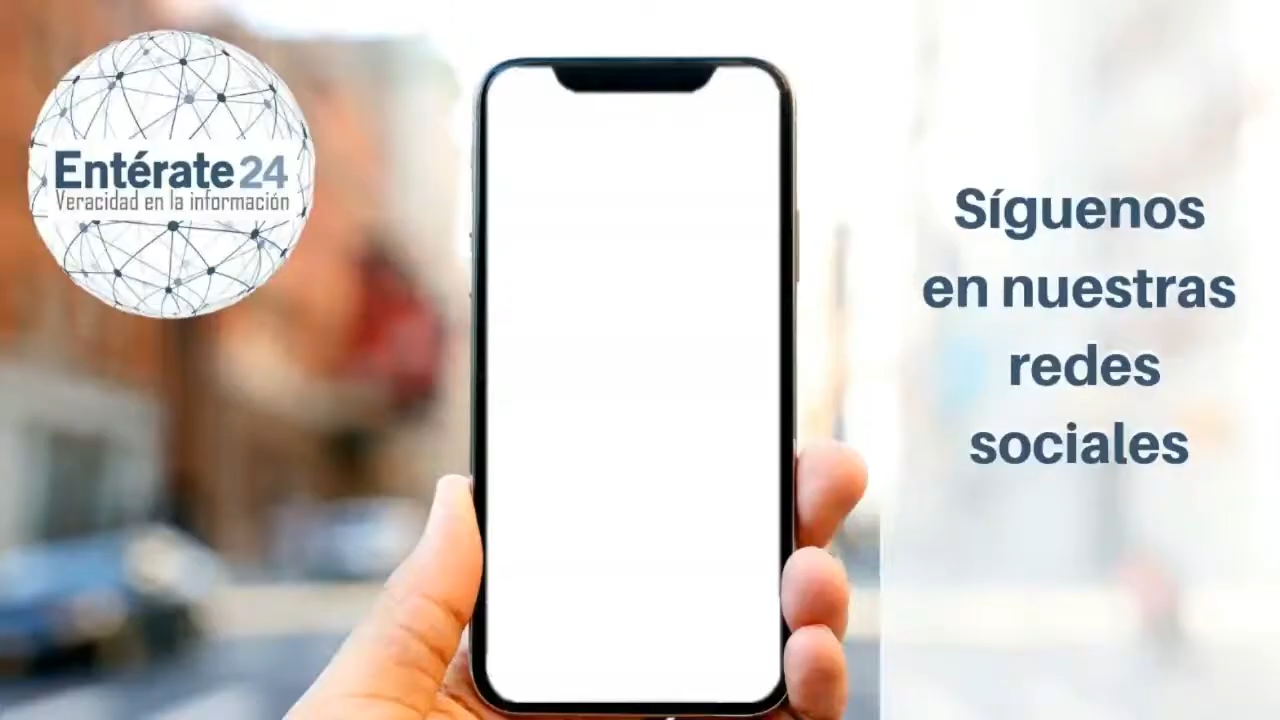 Entérate24
Veracidad en la información
Síguenos
en nuestras
redes
sociales